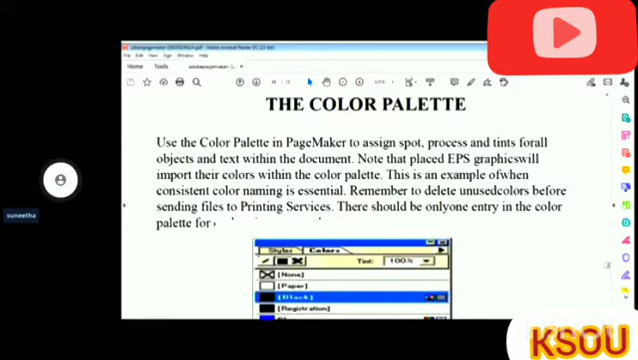 Home Tools
THE COLOR PALETTE
Use the Color Palette in PageMaker to assign spot, process and tints forall
objects and text within the document. Note that placed EPS graphicswill
import their colors within the color palette. This is an example ofwhen
consistent color naming is essential. Remember to delete unusedcolors before
sending files to Printing Services. There should be onlyone entry in the color
palette for
suneetha
Styles Colors
Tint: 100%
[None]
[Paper]
[Black]
[Registration]
KSOU